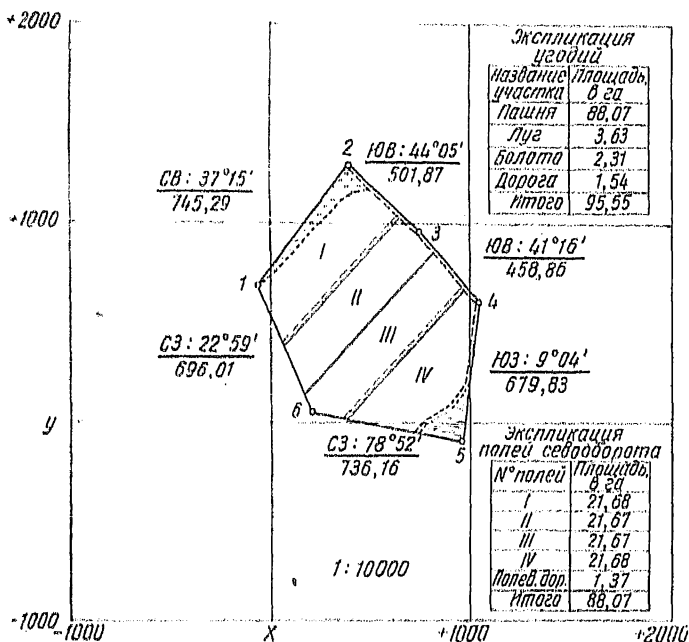 +2000
Экспликация
угодий
Название участка Площадь, в га
Пашня 88,07
Луг 3,63
Болота 2,31
Дорога 1,54
Итого 95,55
2
ЮВ: 44°05'
501,87
СВ: 37°15'
745,29
+1000
3
ЮВ: 41°16'
458,86
I
1
II
4
III
СЗ: 22°59'
696,01
ЮЗ: 9°04'
679,83
IV
6
У
СЗ: 78°52'
736,16
5
Экспликация
полей севооборота
N° полей Площадь, в га
I 21,68
II 21,67
III 21,67
IV 21,68
Полев.дор. 1,37
Итого 88,07
1:10000
-1000
-1000 X +1000 +2000